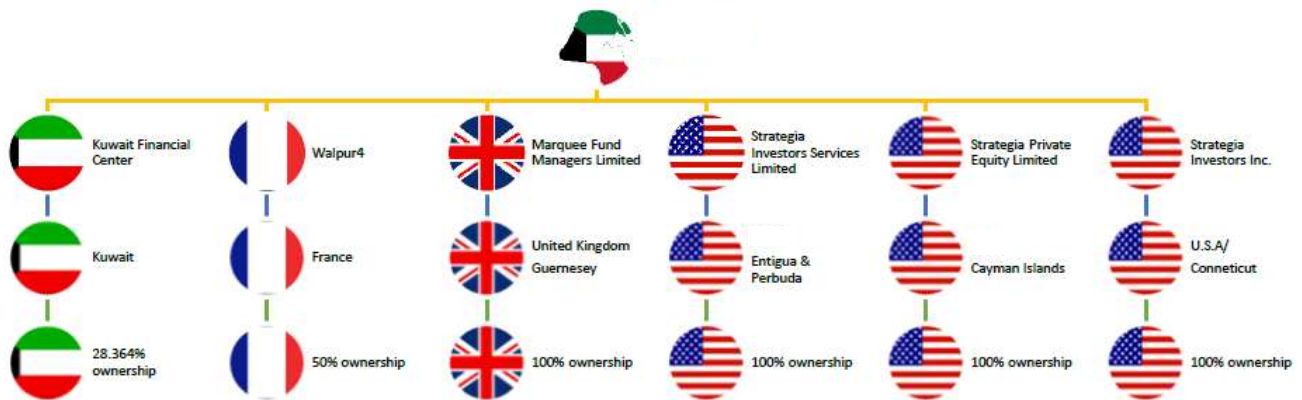 Kuwait Financial
Center
Walpur4
Marquee Fund
Managers Limited
Strategia
Investors Services
Limited
Strategia Private
Equity Limited
Strategia
Investors Inc.
Kuwait
France
United Kingdom
Guernesey
Entigua &
Perbuda
Cayman Islands
U.S.A/
Conneticut
28.364%
ownership
50% ownership
100% ownership
100% ownership
100% ownership
100% ownership